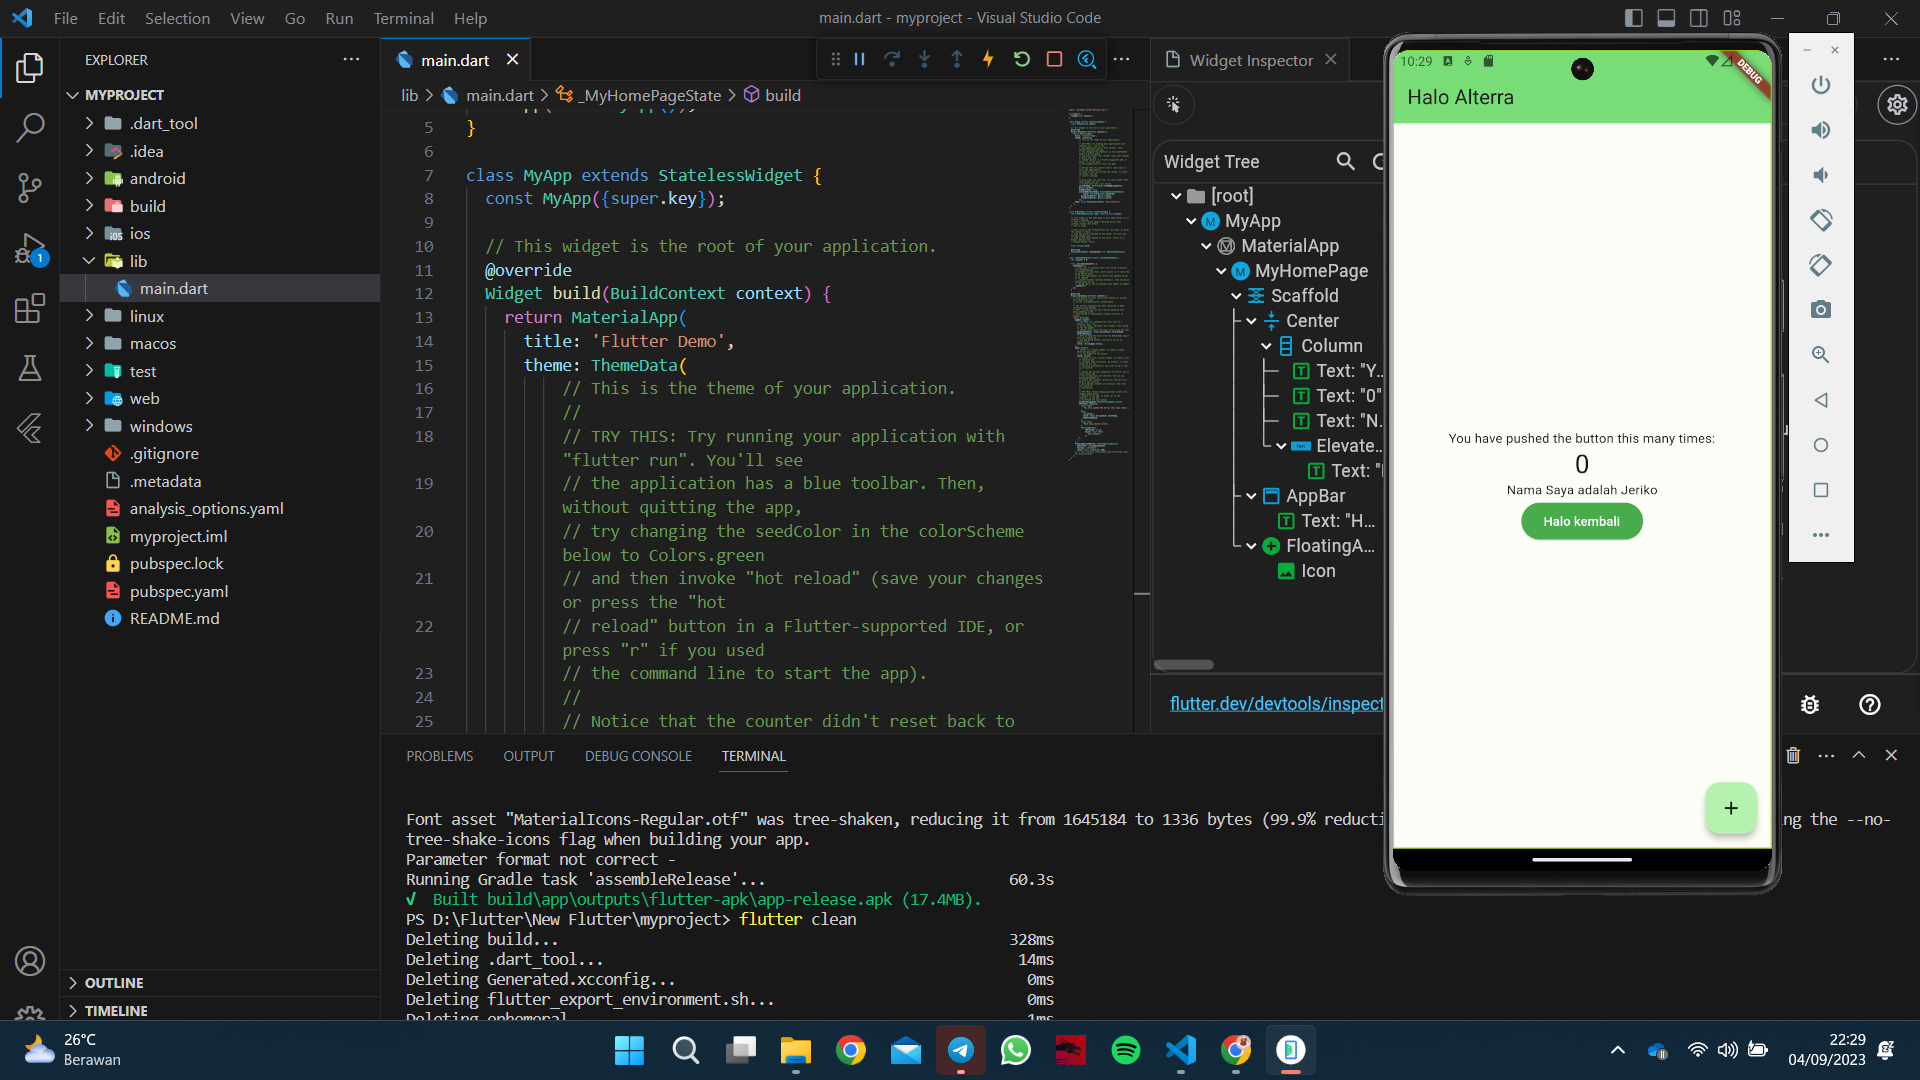 File Edit Selection View Go Run Terminal Help
main.dart - myproject - Visual Studio Code
EXPLORER
MYPROJECT
.dart_tool
.idea
android
build
ios
lib
main.dart
linux
macos
test
web
windows
.gitignore
.metadata
analysis_options.yaml
myproject.iml
pubspec.lock
pubspec.yaml
README.md
OUTLINE
TIMELINE
1
main.dart
lib > main.dart > _MyHomePageState > build
5 }
6
7 class MyApp extends StatelessWidget {
8 const MyApp({super.key});
9
10 // This widget is the root of your application.
11 @override
12 Widget build(BuildContext context) {
13 return MaterialApp(
14 title: 'Flutter Demo',
15 theme: ThemeData(
16 // This is the theme of your application.
17 //
18 // TRY THIS: Try running your application with
"flutter run". You'll see
19 // the application has a blue toolbar. Then,
without quitting the app,
20 // try changing the seedColor in the colorScheme
below to Colors.green
21 // and then invoke "hot reload" (save your changes
or press the "hot
22 // reload" button in a Flutter-supported IDE, or
press "r" if you used
23 // the command line to start the app).
24 //
25 // Notice that the counter didn't reset back to
Widget Inspector
Widget Tree
[root]
MyApp
MaterialApp
MyHomePage
Scaffold
Center
Column
Text: "Y...
Text: "0"
Text: "N...
Elevate...
Text: "
AppBar
Text: "H...
FloatingA...
Icon
flutter.dev/devtools/inspect
10:29
DEBUG
Halo Alterra
You have pushed the button this many times:
0
Nama Saya adalah Jeriko
Halo kembali
+
PROBLEMS OUTPUT DEBUG CONSOLE TERMINAL
Font asset "MaterialIcons-Regular.otf" was tree-shaken, reducing it from 1645184 to 1336 bytes (99.9% reducti ng the --no-
tree-shake-icons flag when building your app.
Parameter format not correct -
Running Gradle task 'assembleRelease'... 60.3s
√ Built build\app\outputs\flutter-apk\app-release.apk (17.4MB).
PS D:\Flutter\New Flutter\myproject> flutter clean
Deleting build... 328ms
Deleting .dart_tool... 14ms
Deleting Generated.xcconfig... 0ms
Deleting flutter_export_environment.sh... 0ms
26°C
Berawan
22:29
04/09/2023